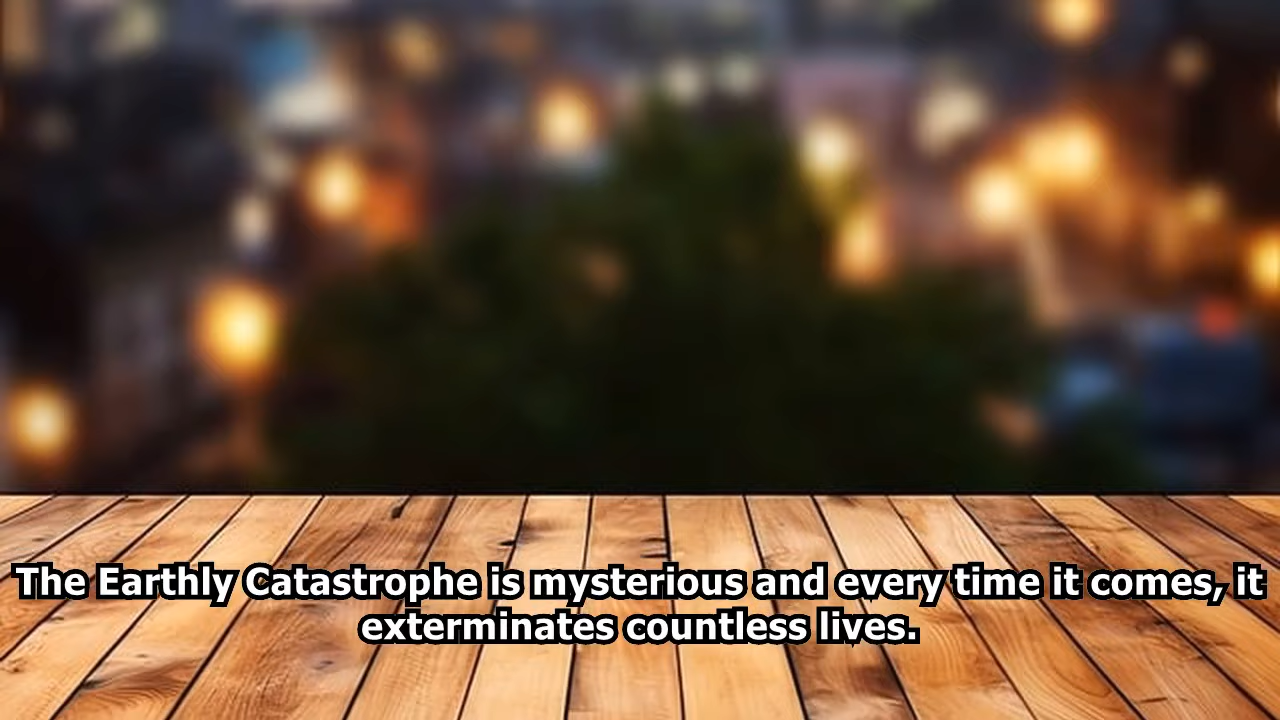 The Earthly Catastrophe is mysterious and every time it comes, it
exterminates countless lives.